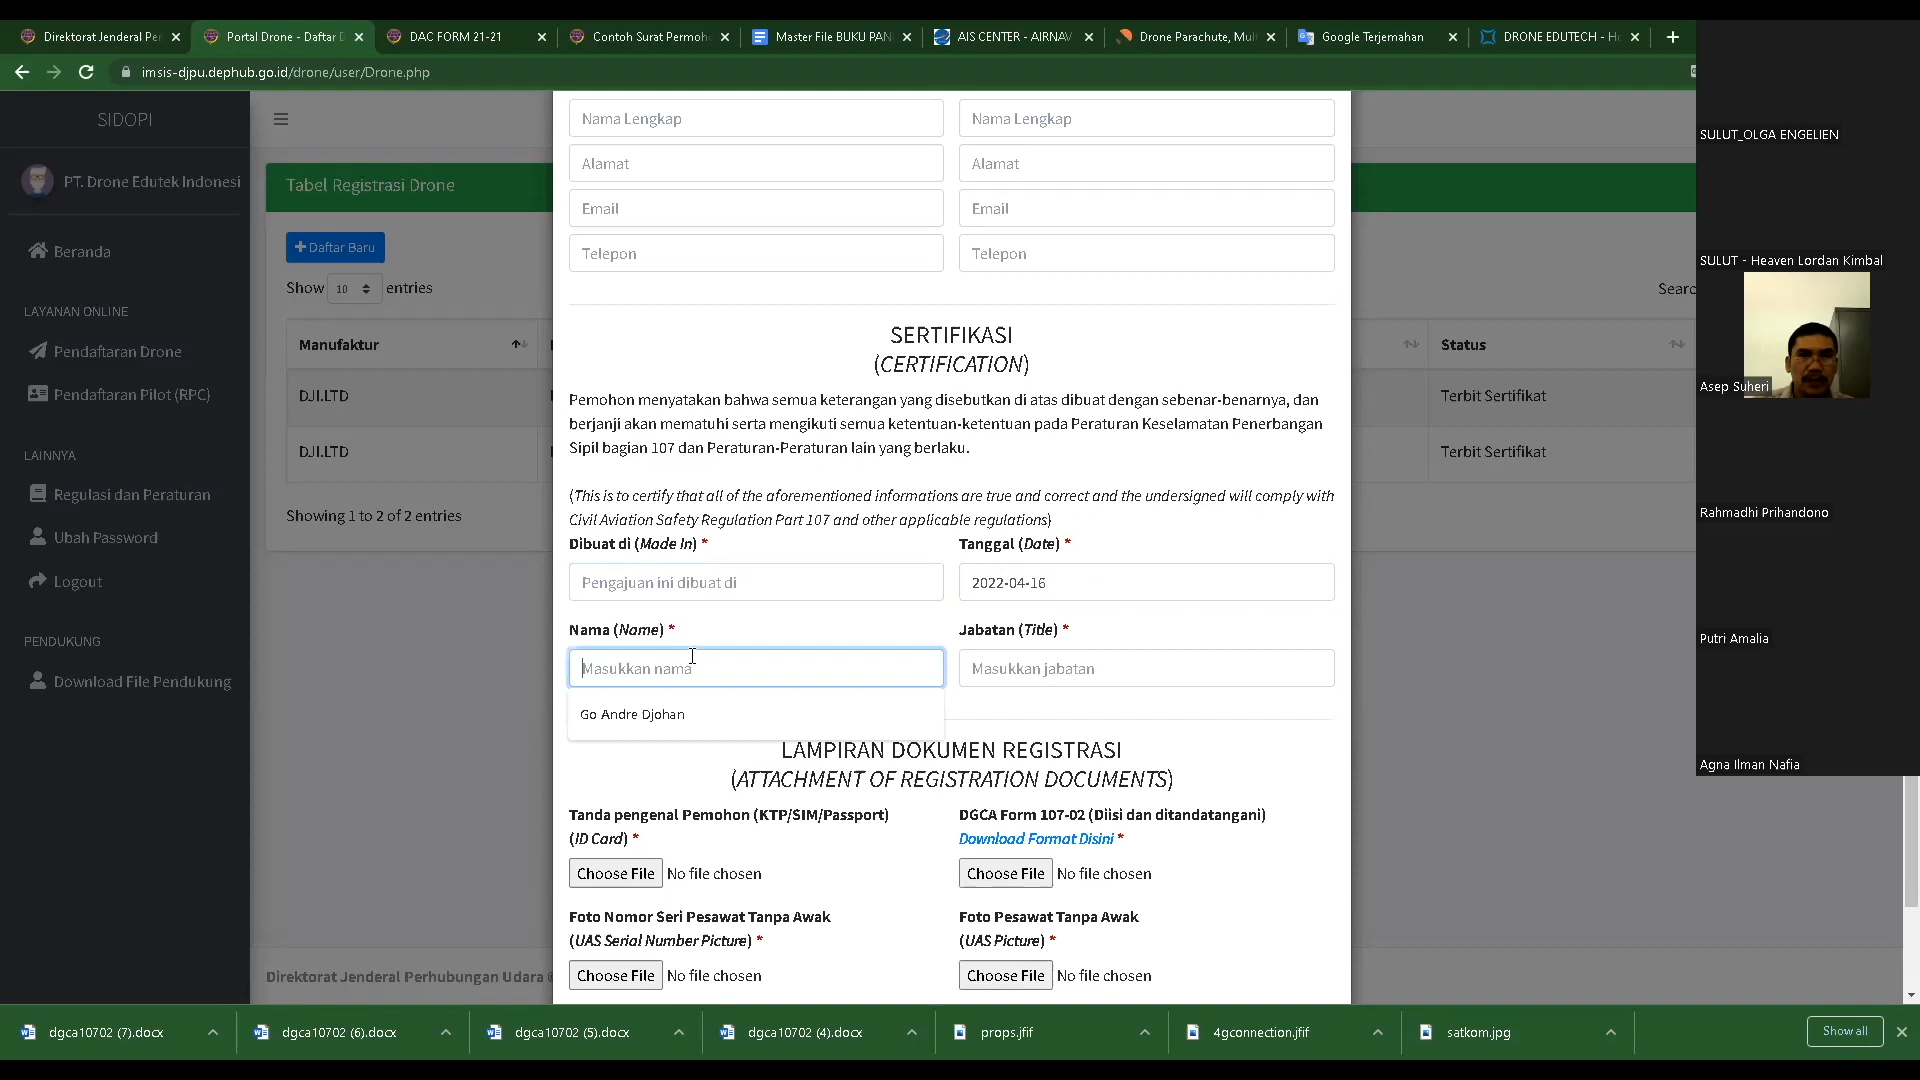 Direktorat Jenderal Pe
Portal Drone - Daftar D
DAC FORM 21-21
Contoh Surat Permoh
Master File BUKU PAN
AIS CENTER - AIRNAV
Drone Parachute, Mul
Google Terjemahan
DRONE EDUTECH - H
imsis-djpu.dephub.go.id/drone/user/Drone.php
SIDOPI
PT. Drone Edutek Indonesi
Beranda
LAYANAN ONLINE
Pendaftaran Drone
Pendaftaran Pilot (RPC)
LAINNYA
Regulasi dan Peraturan
Ubah Password
Logout
PENDUKUNG
Download File Pendukung
Tabel Registrasi Drone
+ Daftar Baru
Show 10 entries
Searc
Manufaktur
Status
DJI.LTD
Terbit Sertifikat
DJI.LTD
Terbit Sertifikat
Showing 1 to 2 of 2 entries
Direktorat Jenderal Perhubungan Udara ©
Nama Lengkap
Nama Lengkap
Alamat
Alamat
Email
Email
Telepon
Telepon
SERTIFIKASI
(CERTIFICATION)
Pemohon menyatakan bahwa semua keterangan yang disebutkan di atas dibuat dengan sebenar-benarnya, dan
berjanji akan mematuhi serta mengikuti semua ketentuan-ketentuan pada Peraturan Keselamatan Penerbangan
Sipil bagian 107 dan Peraturan-Peraturan lain yang berlaku.
(This is to certify that all of the aforementioned informations are true and correct and the undersigned will comply with
Civil Aviation Safety Regulation Part 107 and other applicable regulations)
Dibuat di (Made In) *
Tanggal (Date) *
Pengajuan ini dibuat di
2022-04-16
Nama (Name) *
Jabatan (Title) *
Masukkan nama
Masukkan jabatan
Go Andre Djohan
LAMPIRAN DOKUMEN REGISTRASI
(ATTACHMENT OF REGISTRATION DOCUMENTS)
Tanda pengenal Pemohon (KTP/SIM/Passport)
(ID Card) *
DGCA Form 107-02 (Diisi dan ditandatangani)
Download Format Disini *
Choose File No file chosen
Choose File No file chosen
Foto Nomor Seri Pesawat Tanpa Awak
(UAS Serial Number Picture) *
Foto Pesawat Tanpa Awak
(UAS Picture) *
Choose File No file chosen
Choose File No file chosen
SULUT_OLGA ENGELIEN
SULUT - Heaven Lordan Kimbal
Asep Suheri
Rahmadhi Prihandono
Putri Amalia
Agna Ilman Nafia
dgca10702 (7).docx
dgca10702 (6).docx
dgca10702 (5).docx
dgca10702 (4).docx
props.jfif
4gconnection.jfif
satkom.jpg
Show all